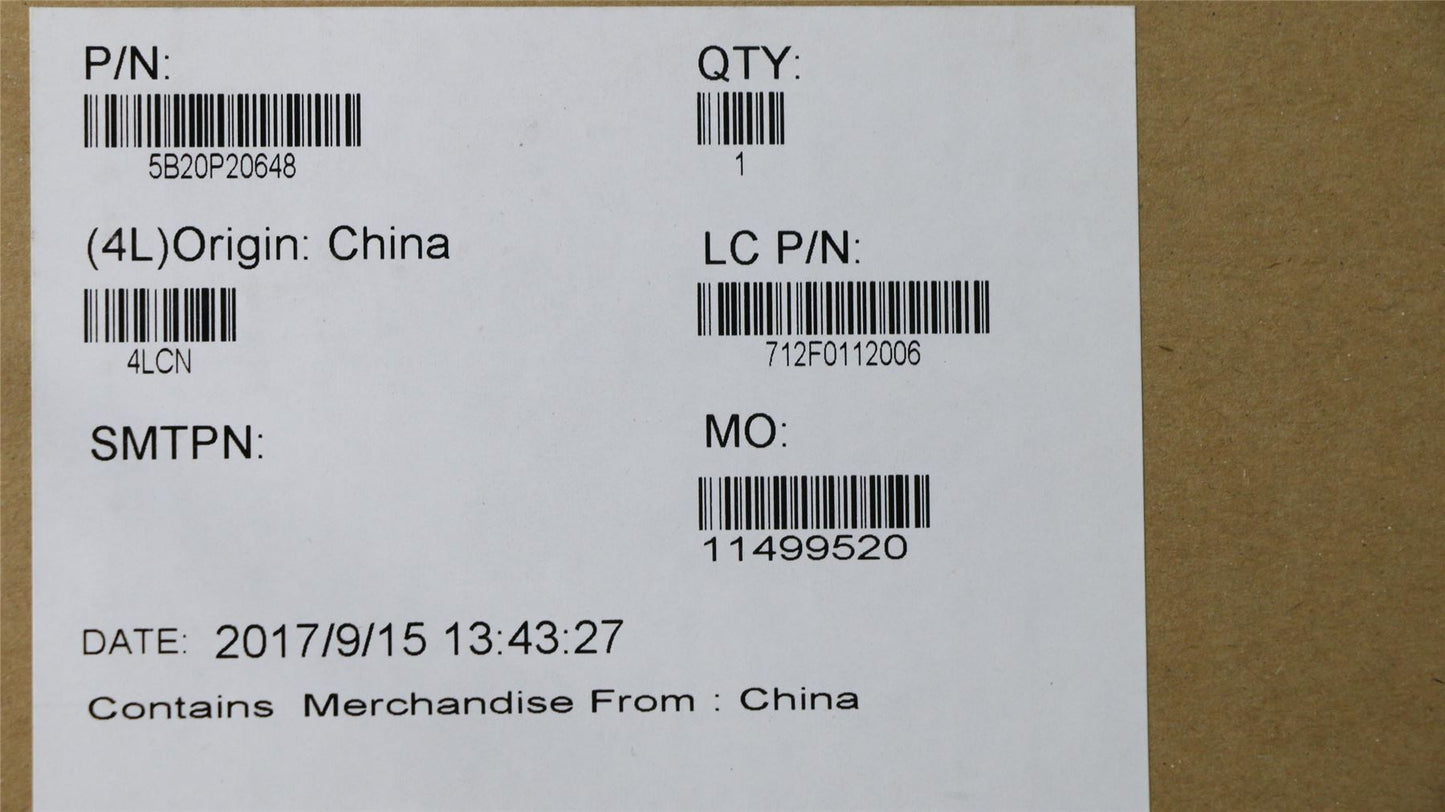 P/N:
5B20P20648
QTY:
1
(4L)Origin: China
4LCN
LC P/N:
712F0112006
SMTPN:
MO:
11499520
DATE: 2017/9/15 13:43:27
Contains Merchandise From : China